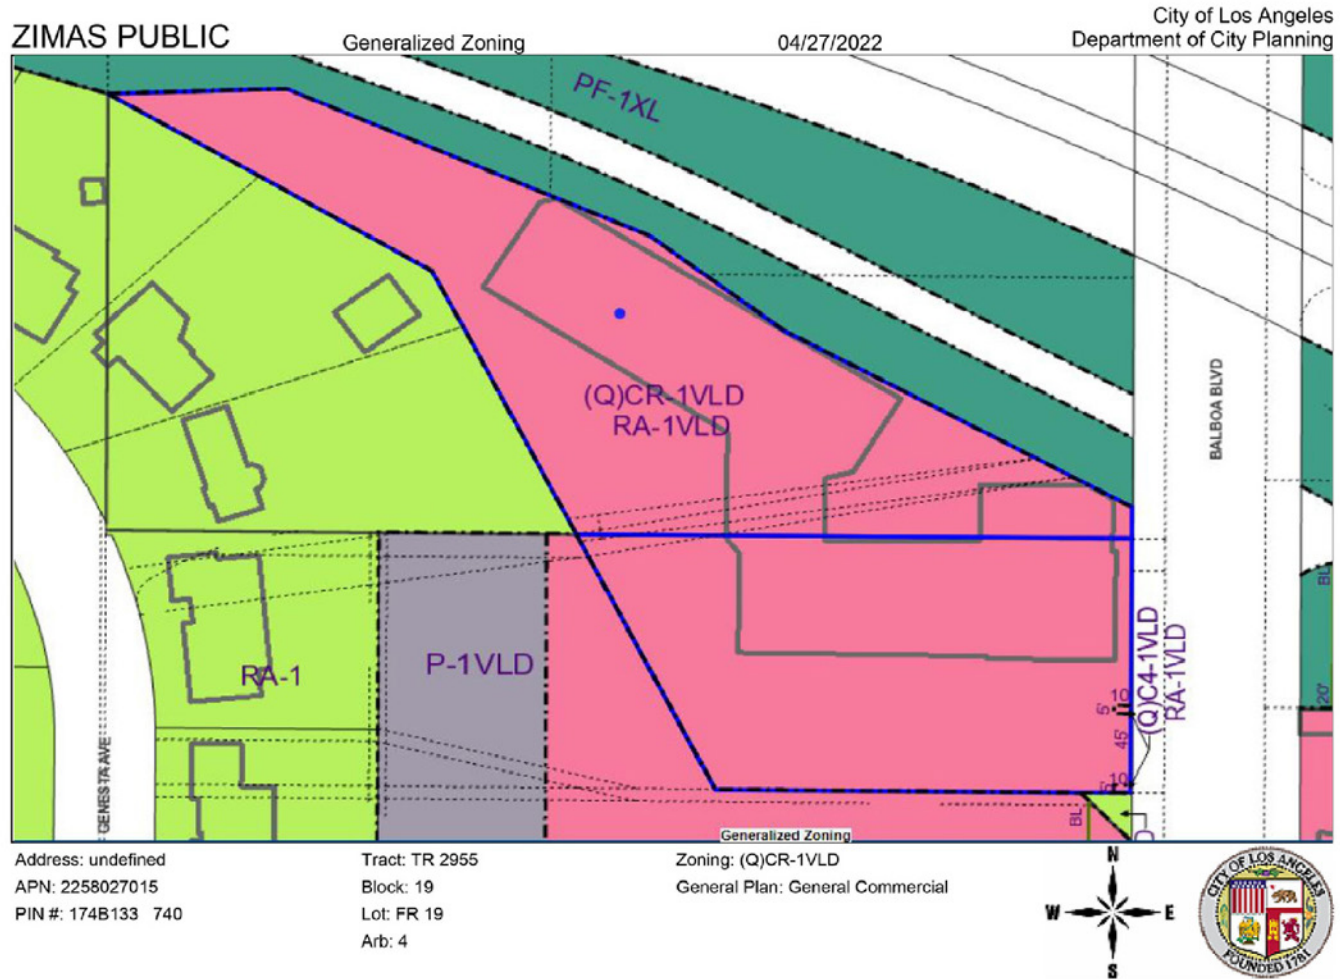 City of Los Angeles
ZIMAS PUBLIC
Generalized Zoning
04/27/2022
Department of City Planning
PF-1XL
(Q)CR-1VLD
RA-1VLD
BALBOA BLVD
BL
(Q)C4-1VLD
RA-1VLD
P-1VLD
RA-1
10
5'
45'
10
20'
GENESTA AVE
BL
Generalized Zoning
Address: undefined
Tract: TR 2955
Zoning: (Q)CR-1VLD
APN: 2258027015
Block: 19
General Plan: General Commercial
PIN #: 174B133 740
Lot: FR 19
Arb: 4
N
W
E
S
CITY OF LOS ANGELES
FOUNDED 1781